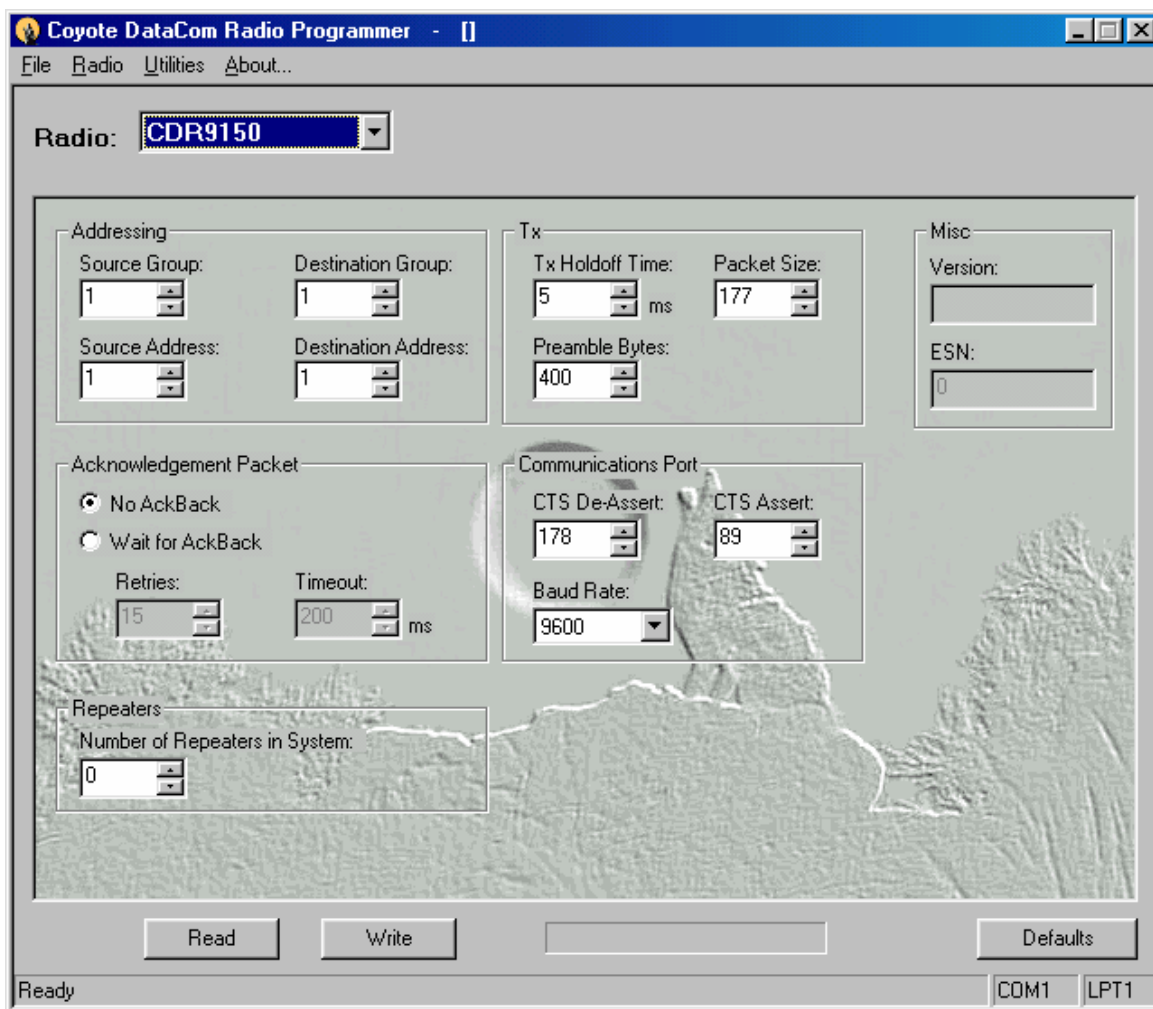 Coyote DataCom Radio Programmer - []
File Radio Utilities About...
Radio: CDR9150
Addressing
Source Group: Destination Group:
1 1
Source Address: Destination Address:
1 1
Tx
Tx Holdoff Time: Packet Size:
5 ms 177
Preamble Bytes:
400
Misc
Version:
ESN:
0
Acknowledgement Packet
No AckBack
Wait for AckBack
Retries: Timeout:
15 200 ms
Communications Port
CTS De-Assert: CTS Assert:
178 89
Baud Rate:
9600
Repeaters
Number of Repeaters in System:
0
Read Write Defaults
Ready COM1 LPT1